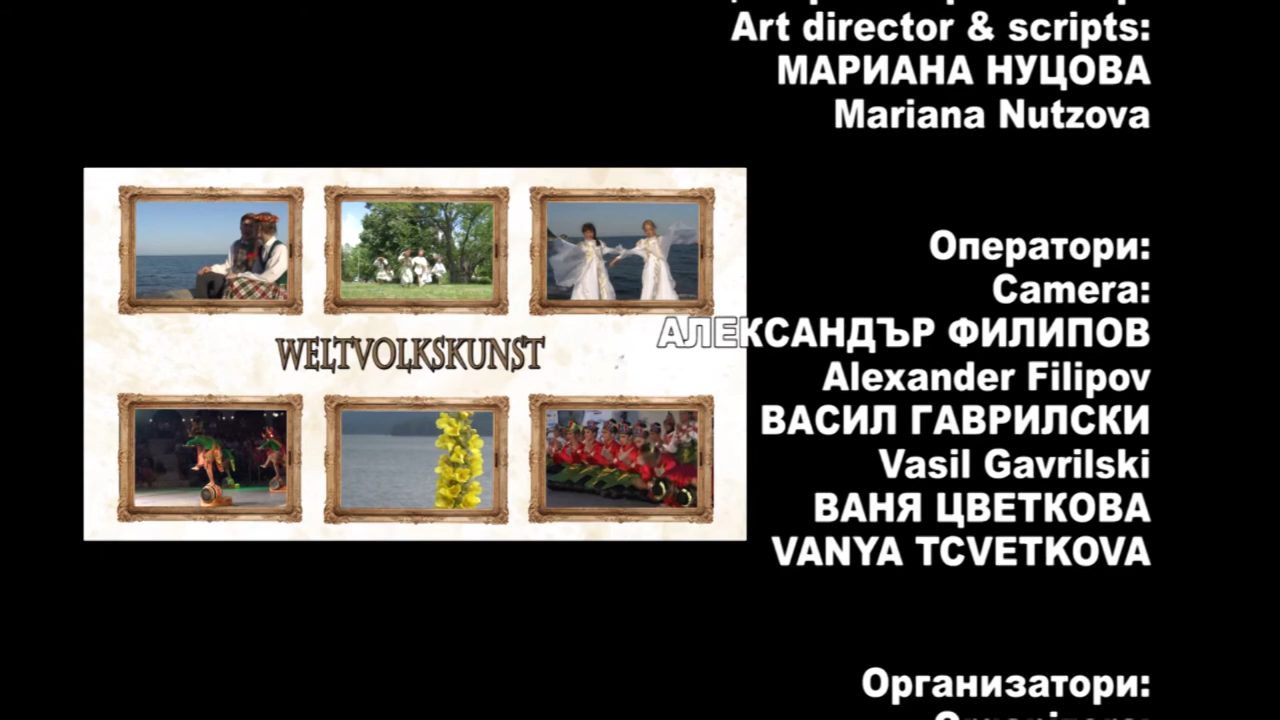 Art director & scripts:
МАРИАНА НУЦОВА
Mariana Nutzova
WELTVOLKSKUNST
Оператори:
Camera:
АЛЕКСАНДЪР ФИЛИПОВ
Alexander Filipov
ВАСИЛ ГАВРИЛСКИ
Vasil Gavrilski
ВАНЯ ЦВЕТКОВА
VANYA TCVETKOVA
Организатори: